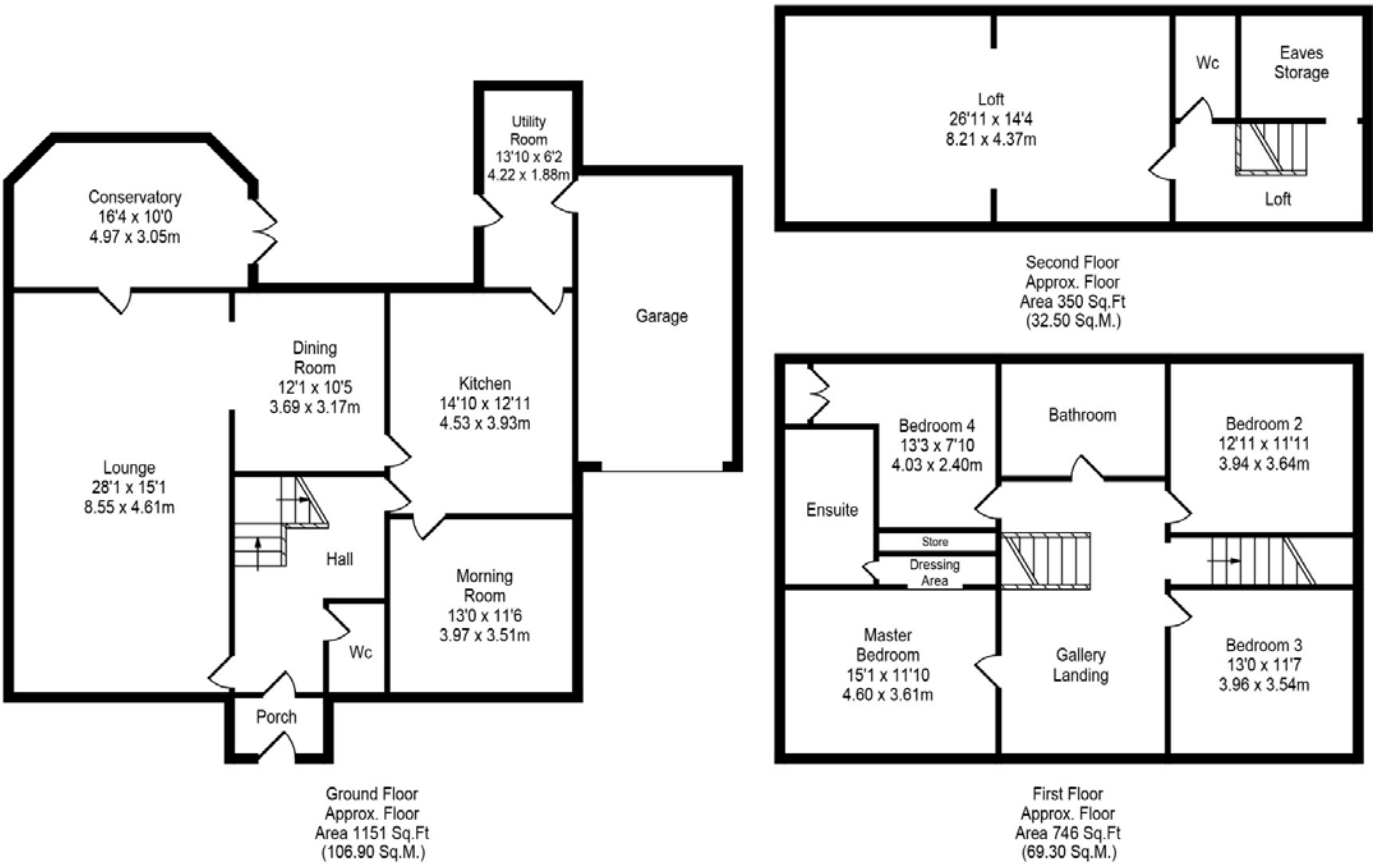 Conservatory
16'4 x 10'0
4.97 x 3.05m
Utility
Room
13'10 x 6'2
4.22 x 1.88m
Garage
Dining
Room
12'1 x 10'5
3.69 x 3.17m
Kitchen
14'10 x 12'11
4.53 x 3.93m
Lounge
28'1 x 15'1
8.55 x 4.61m
Hall
Morning
Room
13'0 x 11'6
3.97 x 3.51m
Wc
Porch
Ground Floor
Approx. Floor
Area 1151 Sq.Ft
(106.90 Sq.M.)
Loft
26'11 x 14'4
8.21 x 4.37m
Wc
Eaves
Storage
Loft
Second Floor
Approx. Floor
Area 350 Sq.Ft
(32.50 Sq.M.)
Bedroom 4
13'3 x 7'10
4.03 x 2.40m
Bathroom
Bedroom 2
12'11 x 11'11
3.94 x 3.64m
Ensuite
Store
Dressing
Area
Master
Bedroom
15'1 x 11'10
4.60 x 3.61m
Gallery
Landing
Bedroom 3
13'0 x 11'7
3.96 x 3.54m
First Floor
Approx. Floor
Area 746 Sq.Ft
(69.30 Sq.M.)